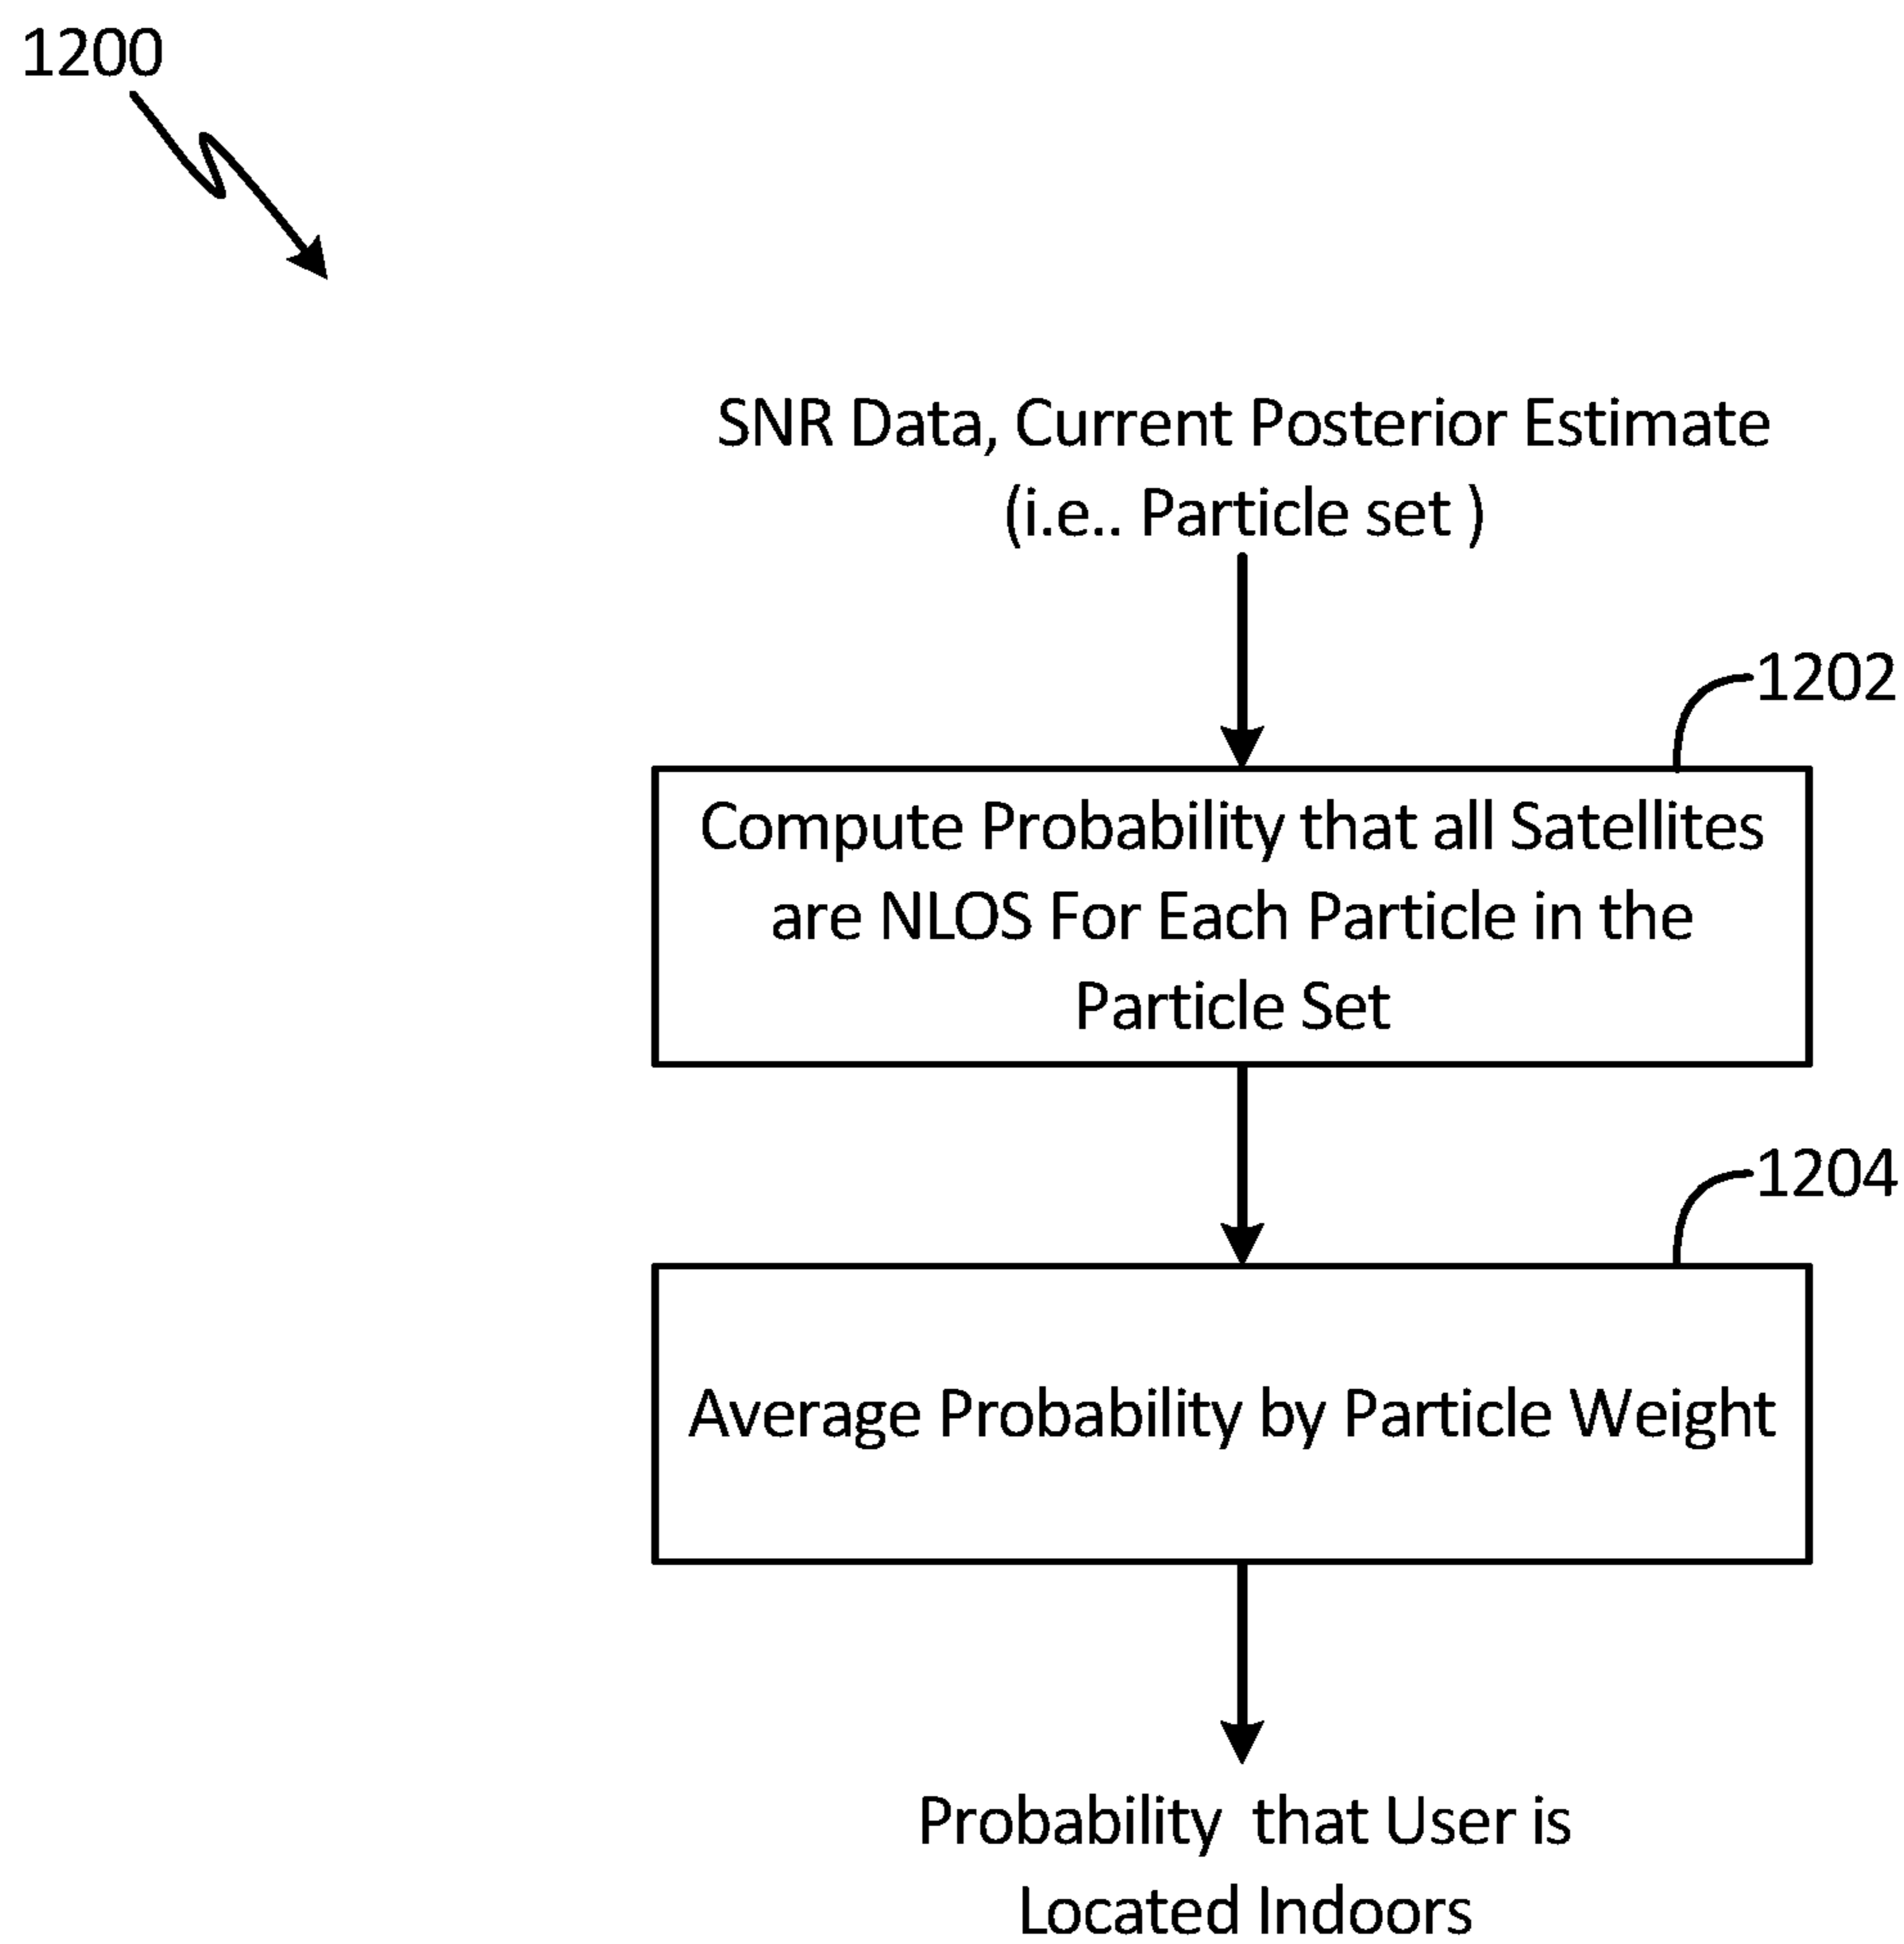 1200
SNR Data, Current Posterior Estimate
(i.e.. Particle set )
1202
Compute Probability that all Satellites
are NLOS For Each Particle in the
Particle Set
1204
Average Probability by Particle Weight
Probability that User is
Located Indoors